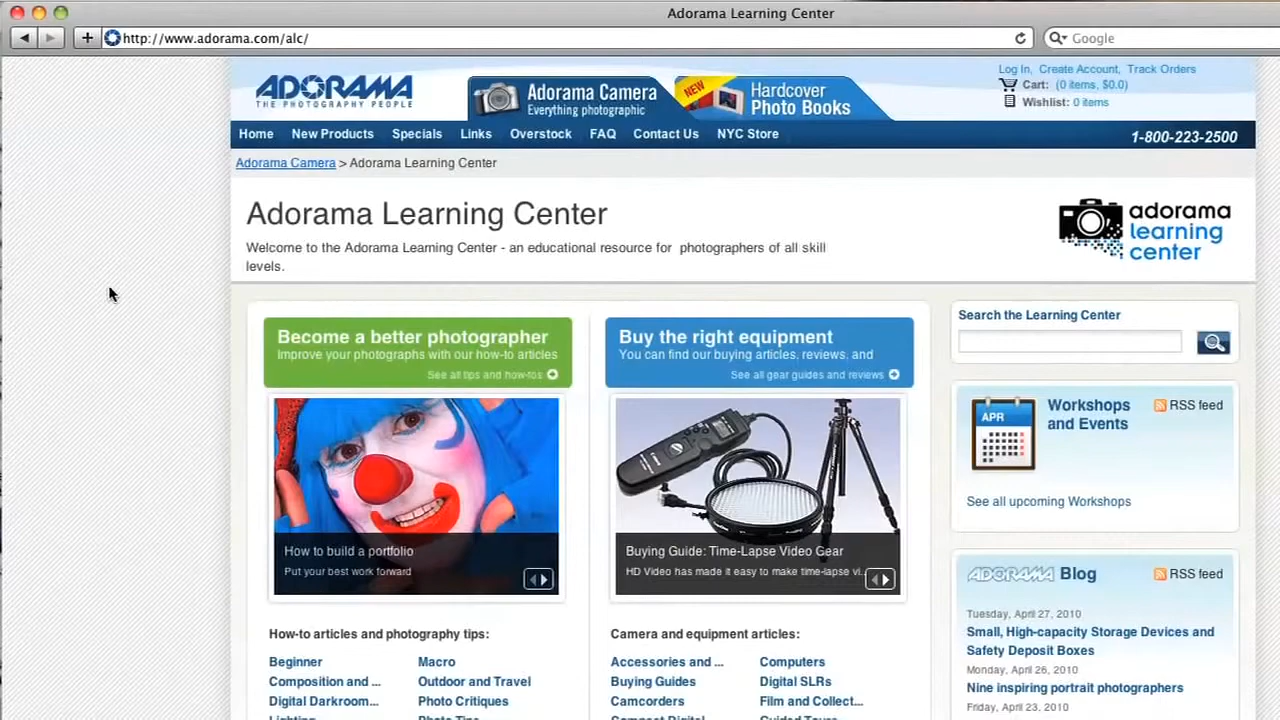 Adorama Learning Center
http://www.adorama.com/alc/
Google
ADORAMA
THE PHOTOGRAPHY PEOPLE
Adorama Camera
Everything photographic
NEW
Hardcover
Photo Books
Log In, Create Account, Track Orders
Cart: (0 items, $0.0)
Wishlist: 0 items
Home New Products Specials Links Overstock FAQ Contact Us NYC Store
1-800-223-2500
Adorama Camera > Adorama Learning Center
Adorama Learning Center
Welcome to the Adorama Learning Center - an educational resource for photographers of all skill
levels.
adorama
learning
center
Become a better photographer
Improve your photographs with our how-to articles
See all tips and how-tos
How to build a portfolio
Put your best work forward
How-to articles and photography tips:
Beginner Macro
Composition and ... Outdoor and Travel
Digital Darkroom... Photo Critiques
Lighting Photo Tips
Buy the right equipment
You can find our buying articles, reviews, and
See all gear guides and reviews
Buying Guide: Time-Lapse Video Gear
HD Video has made it easy to make time-lapse vi...
Camera and equipment articles:
Accessories and ... Computers
Buying Guides Digital SLRs
Camcorders Film and Collect...
Compact Digital Guided Tours
Search the Learning Center
APR
Workshops
and Events
RSS feed
See all upcoming Workshops
ADORAMA Blog
RSS feed
Tuesday, April 27, 2010
Small, High-capacity Storage Devices and
Safety Deposit Boxes
Monday, April 26, 2010
Nine inspiring portrait photographers
Friday, April 23, 2010